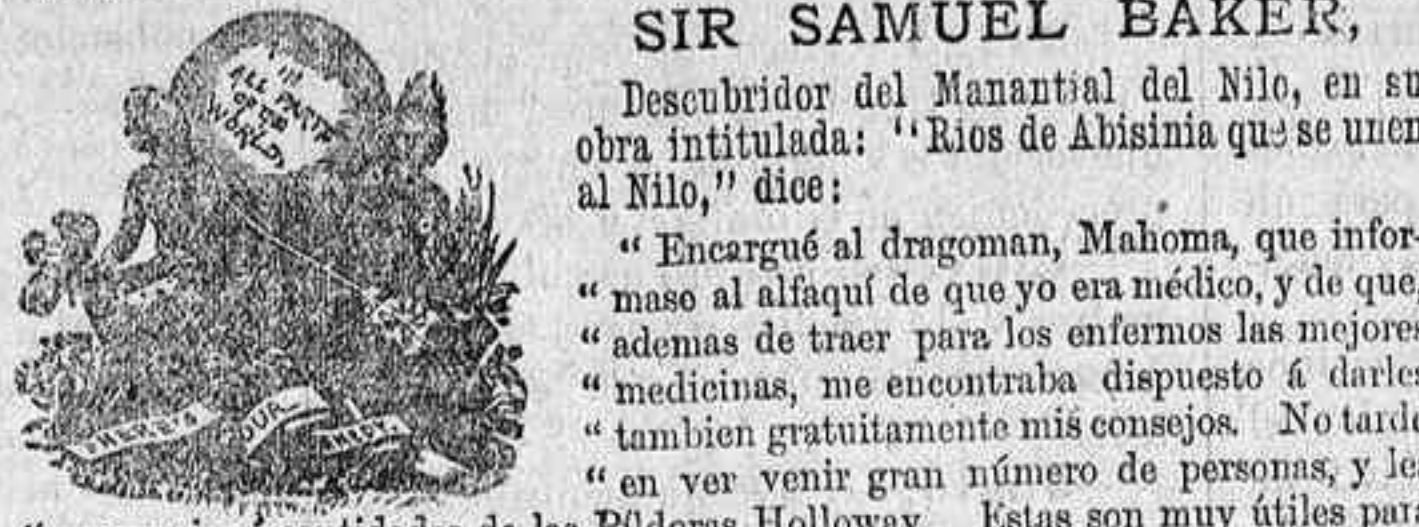 IN
ALL PARTS
OF THE
WORLD,
SIR SAMUEL BAKER,
Descubridor del Manantial del Nilo, en su
obra intitulada: "Rios de Abisinia que se unen
al Nilo," dice:
" Encargué al dragoman, Mahoma, que infor-
" mase al alfaquí de que yo era médico, y de que,
" ademas de traer para los enfermos las mejores
" medicinas, me encontraba dispuesto á darles
" tambien gratuitamente mis consejos. No tardé
" en ver venir gran número de personas, y les
cantidades de las Píldoras Holloway. Estas son muy útiles para